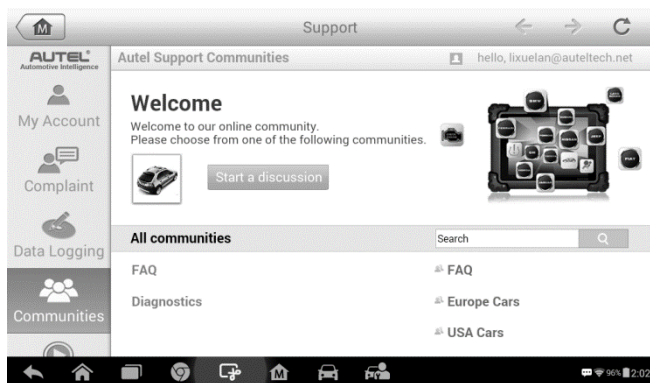 M
Support
AUTEL®
Automotive Intelligence
Autel Support Communities
hello, lixuelan@auteltech.net
My Account
Complaint
Data Logging
Communities
Welcome
Welcome to our online community.
Please choose from one of the following communities.
Start a discussion
All communities
Search
FAQ
Diagnostics
FAQ
Europe Cars
USA Cars
M
96%
2:02